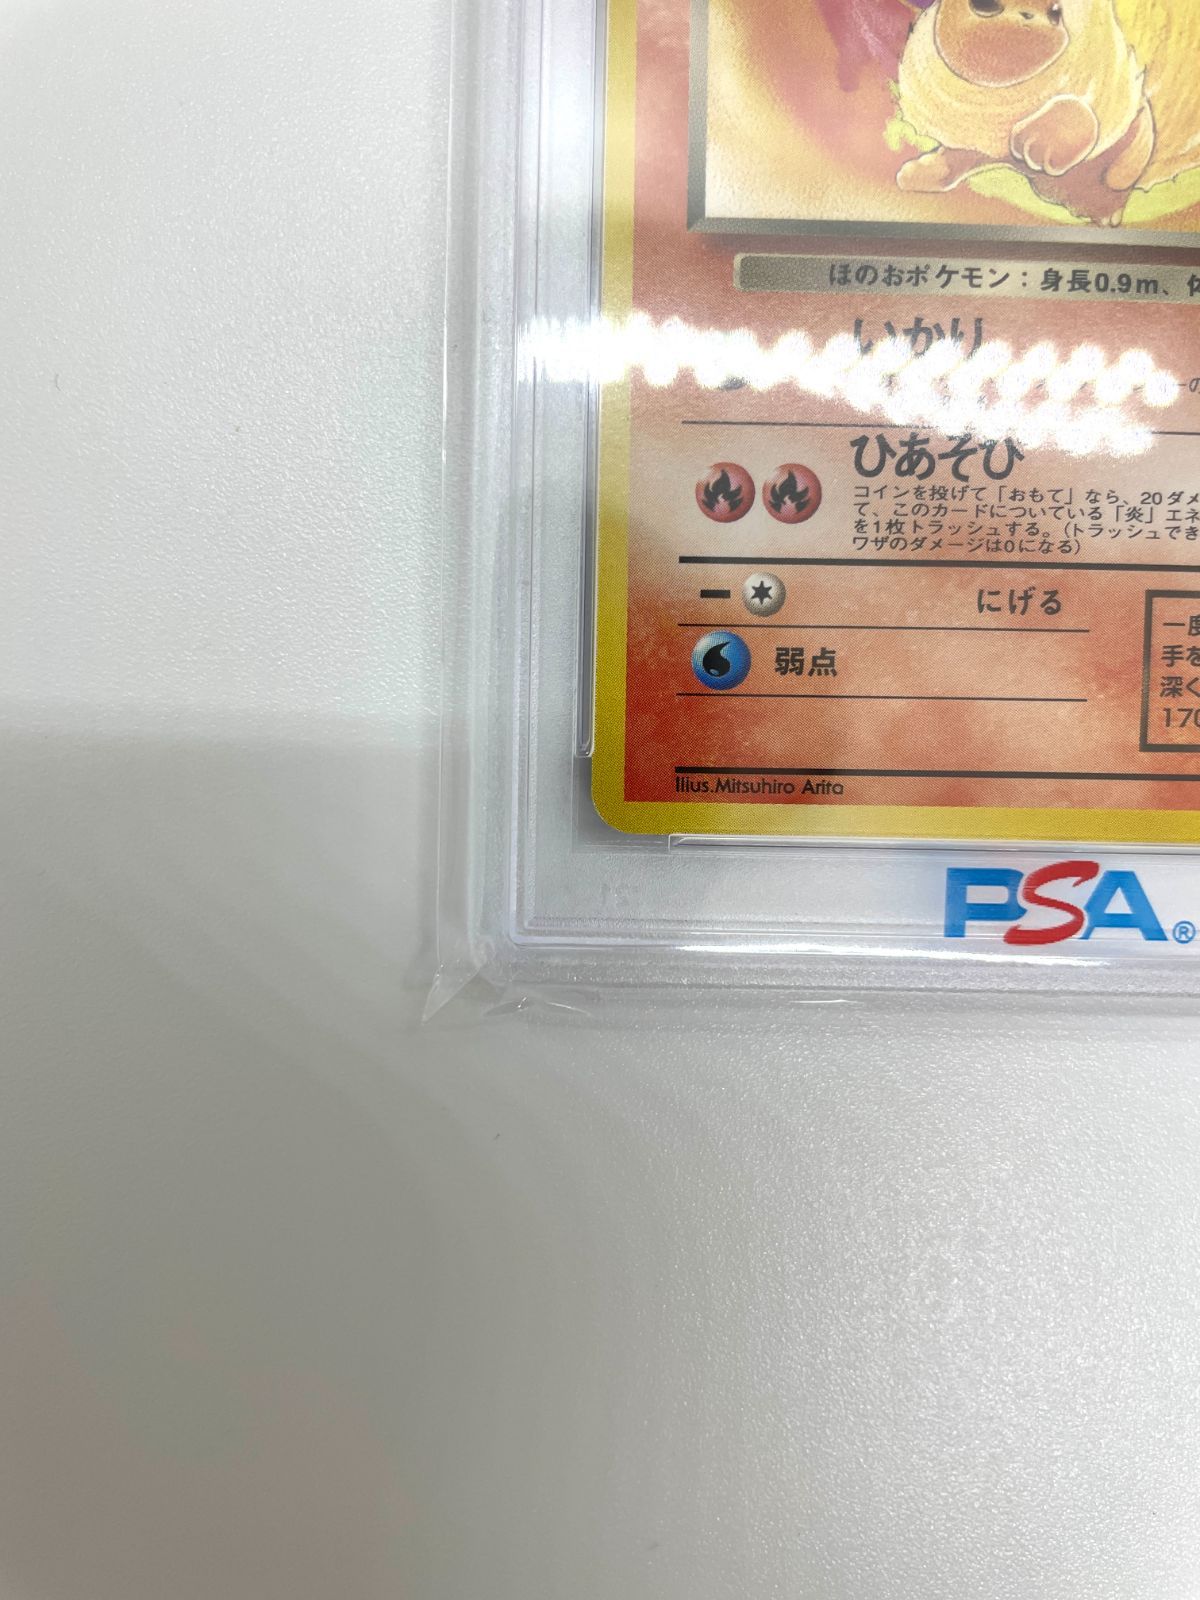 ほのおポケモン：身長0.9m、体
いかり
ひあそび
コインを投げて「おもて」なら、20ダメ
て、このカードについている「炎」エネ
を1枚トラッシュする。（トラッシュでき
ワザのダメージは0になる）
にげる
弱点
一度
手を
深く
170
Illus.Mitsuhiro Arita
PSA®